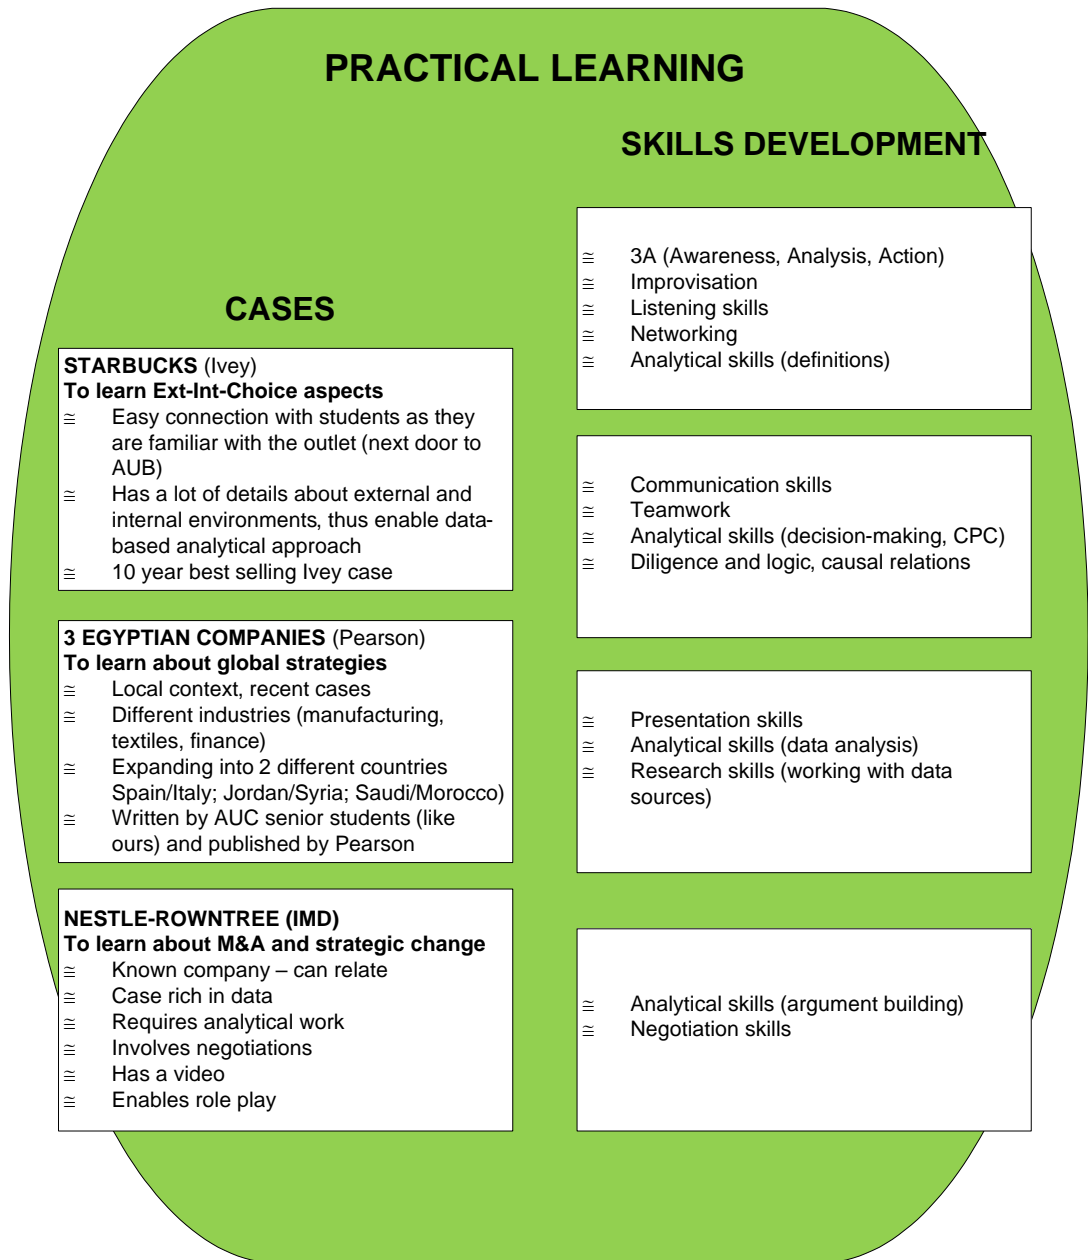 PRACTICAL LEARNING
SKILLS DEVELOPMENT
≅ 3A (Awareness, Analysis, Action)
≅ Improvisation
≅ Listening skills
≅ Networking
≅ Analytical skills (definitions)
CASES
STARBUCKS (Ivey)
To learn Ext-Int-Choice aspects
≅ Easy connection with students as they
are familiar with the outlet (next door to
AUB)
≅ Has a lot of details about external and
internal environments, thus enable data-
based analytical approach
≅ 10 year best selling Ivey case
≅ Communication skills
≅ Teamwork
≅ Analytical skills (decision-making, CPC)
≅ Diligence and logic, causal relations
3 EGYPTIAN COMPANIES (Pearson)
To learn about global strategies
≅ Local context, recent cases
≅ Different industries (manufacturing,
textiles, finance)
≅ Expanding into 2 different countries
Spain/Italy; Jordan/Syria; Saudi/Morocco)
≅ Written by AUC senior students (like
ours) and published by Pearson
≅ Presentation skills
≅ Analytical skills (data analysis)
≅ Research skills (working with data
sources)
NESTLE-ROWNTREE (IMD)
To learn about M&A and strategic change
≅ Known company – can relate
≅ Case rich in data
≅ Requires analytical work
≅ Involves negotiations
≅ Has a video
≅ Enables role play
≅ Analytical skills (argument building)
≅ Negotiation skills